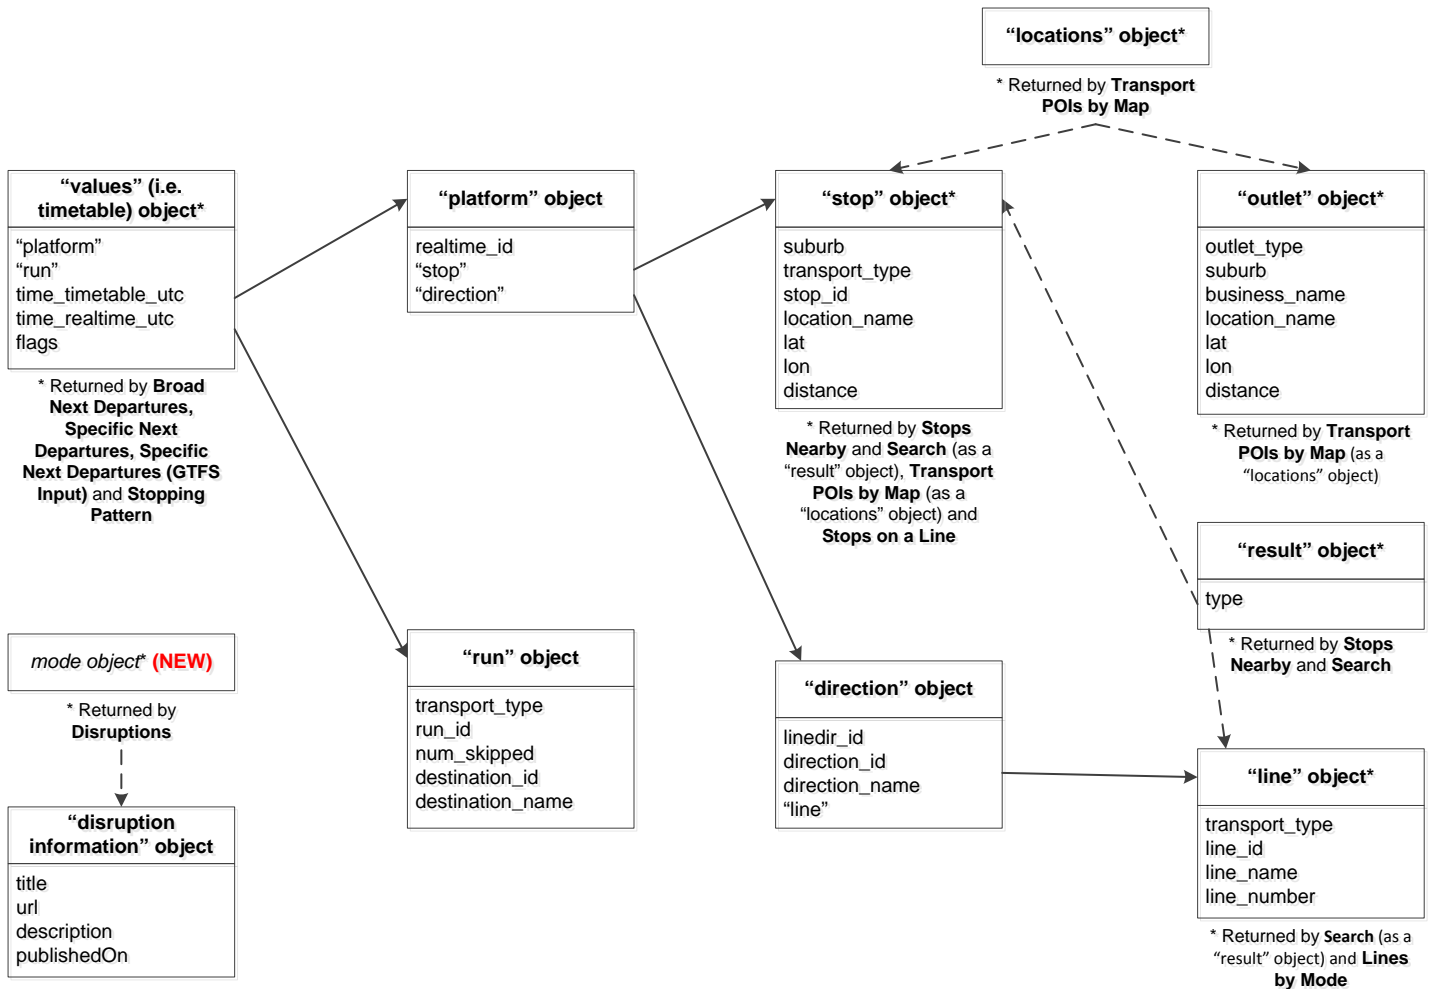 “locations” object*
* Returned by Transport
POIs by Map
“values” (i.e.
timetable) object*
“platform”
“run”
time_timetable_utc
time_realtime_utc
flags
* Returned by Broad
Next Departures,
Specific Next
Departures, Specific
Next Departures (GTFS
Input) and Stopping
Pattern
“platform” object
realtime_id
“stop”
“direction”
“stop” object*
suburb
transport_type
stop_id
location_name
lat
lon
distance
* Returned by Stops
Nearby and Search (as a
“result” object), Transport
POIs by Map (as a
“locations” object) and
Stops on a Line
“outlet” object*
outlet_type
suburb
business_name
location_name
lat
lon
distance
* Returned by Transport
POIs by Map (as a
“locations” object)
“result” object*
type
* Returned by Stops
Nearby and Search
mode object* (NEW)
* Returned by
Disruptions
“disruption
information” object
title
url
description
publishedOn
“run” object
transport_type
run_id
num_skipped
destination_id
destination_name
“direction” object
linedir_id
direction_id
direction_name
“line”
“line” object*
transport_type
line_id
line_name
line_number
* Returned by Search (as a
“result” object) and Lines
by Mode